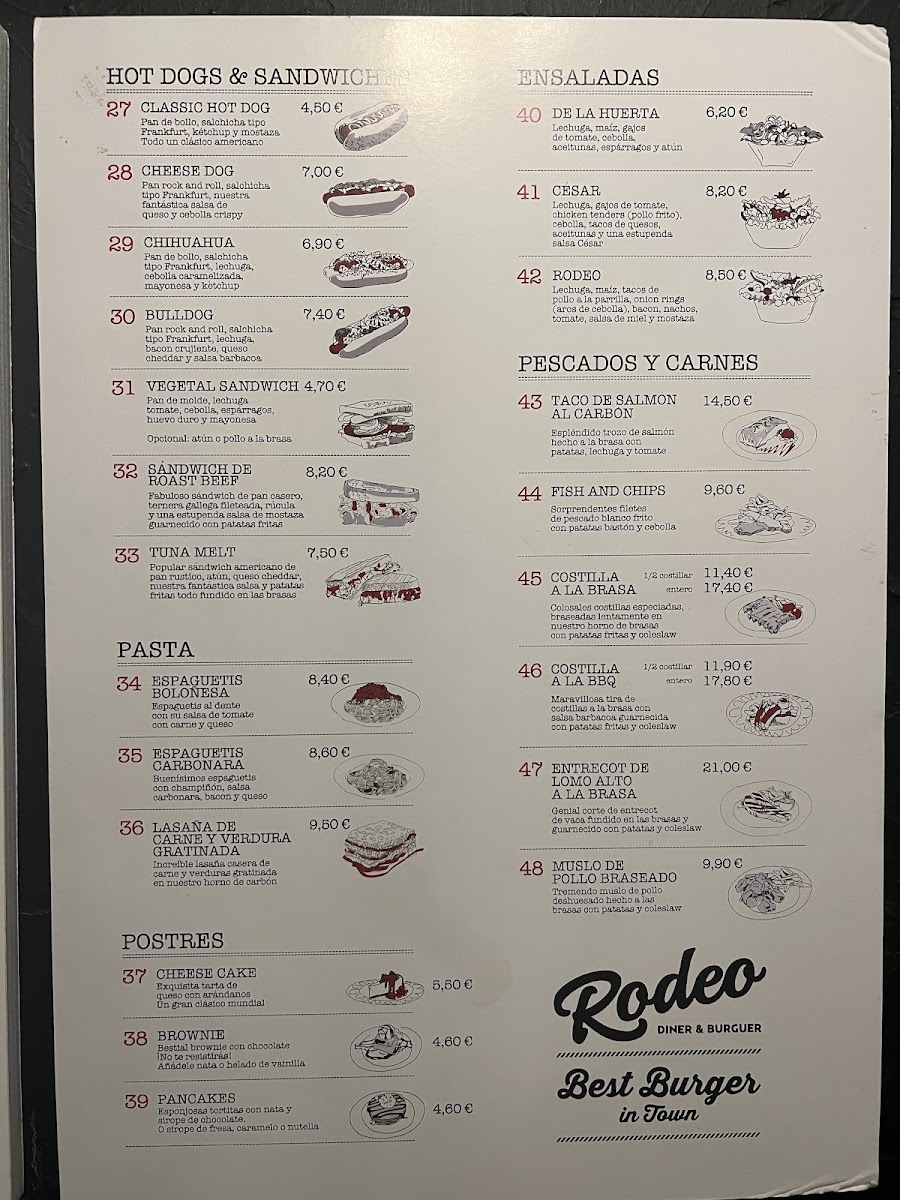 HOT DOGS & SANDWICHES
27 CLASSIC HOT DOG 4,50 €
Pan de bollo, salchicha tipo
Frankfurt, kétchup y mostaza
Todo un clásico americano
28 CHEESE DOG 7,00 €
Pan rock and roll, salchicha
tipo Frankfurt, nuestra
fantástica salsa de
queso y cebolla crispy
29 CHIHUAHUA 6,90 €
Pan de bollo, salchicha
tipo Frankfurt, lechuga,
cebolla caramelizada,
mayonesa y ketchup
30 BULLDOG 7,40 €
Pan rock and roll, salchicha
tipo Frankfurt, lechuga,
bacon crujiente, queso
cheddar y salsa barbacoa
31 VEGETAL SANDWICH 4,70 €
Pan de molde, lechuga
tomate, cebolla, espárragos,
huevo duro y mayonesa
Opcional: atún o pollo a la brasa
32 SÁNDWICH DE
ROAST BEEF 8,20 €
Fabuloso sándwich de pan casero,
ternera gallega fileteada, rúcula
y una estupenda salsa de mostaza
guarnecido con patatas fritas
33 TUNA MELT 7,50 €
Popular sándwich americano de
pan rustico, atún, queso cheddar,
nuestra fantástica salsa y patatas
fritas todo fundido en las brasas
PASTA
34 ESPAGUETIS
BOLOÑESA 8,40 €
Espaguetis al dente
con su salsa de tomate
con carne y queso
35 ESPAGUETIS
CARBONARA 8,60 €
Buenísimos espaguetis
con champiñón, salsa
carbonara, bacon y queso
36 LASAÑA DE
CARNE Y VERDURA
GRATINADA 9,50 €
Increíble lasaña casera de
carne y verduras gratinada
en nuestro horno de carbón
POSTRES
37 CHEESE CAKE 5,50 €
Exquisita tarta de
queso con arándanos
Un gran clásico mundial
38 BROWNIE 4,60 €
Bestial brownie con chocolate
¡No te resistirás!
Añádele nata o helado de vainilla
39 PANCAKES 4,60 €
Esponjosas tortitas con nata y
sirope de chocolate.
O sirope de fresa, caramelo o nutella
ENSALADAS
40 DE LA HUERTA 6,20 €
Lechuga, maíz, gajos
de tomate, cebolla,
aceitunas, espárragos y atún
41 CÉSAR 8,20 €
Lechuga, gajos de tomate,
chicken tenders (pollo frito),
cebolla, tacos de quesos,
aceitunas y una estupenda
salsa César
42 RODEO 8,50 €
Lechuga, maíz, tacos de
pollo a la parrilla, onion rings
(aros de cebolla), bacon, nachos,
tomate, salsa de miel y mostaza
PESCADOS Y CARNES
43 TACO DE SALMON
AL CARBÓN 14,50 €
Espléndido trozo de salmón
hecho a la brasa con
patatas, lechuga y tomate
44 FISH AND CHIPS 9,60 €
Sorprendentes filetes
de pescado blanco frito
con patatas bastón y cebolla
45 COSTILLA 1/2 costillar 11,40 €
A LA BRASA entero 17,40 €
Colosales costillas especiadas,
braseadas lentamente en
nuestro horno de brasas
con patatas fritas y coleslaw
46 COSTILLA 1/2 costillar 11,90 €
A LA BBQ entero 17,80 €
Maravillosa tira de
costillas a la brasa con
salsa barbacoa guarnecida
con patatas fritas y coleslaw
47 ENTRECOT DE
LOMO ALTO
A LA BRASA 21,00 €
Genial corte de entrecot
de vaca fundido en las brasas y
guarnecido con patatas y coleslaw
48 MUSLO DE
POLLO BRASEADO 9,90 €
Tremendo muslo de pollo
deshuesado hecho a las
brasas con patatas y coleslaw
Rodeo
DINER & BURGUER
Best Burger
in Town